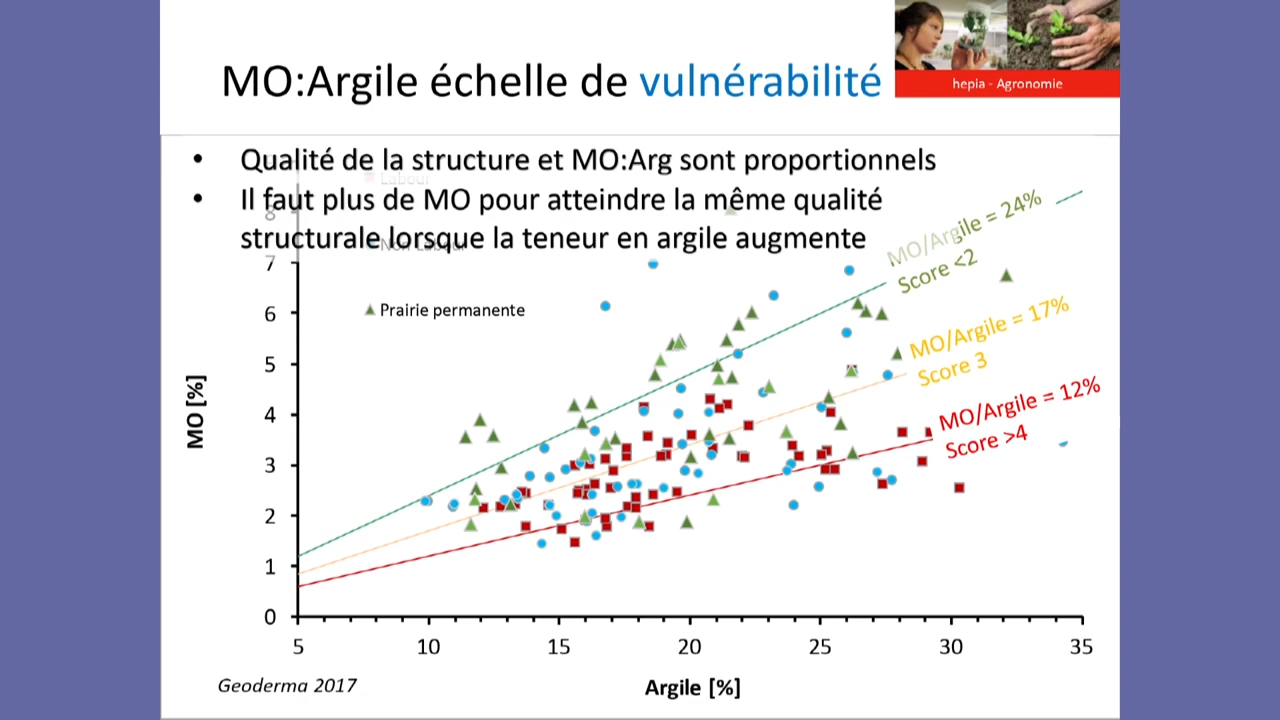 MO:Argile échelle de vulnérabilité
hepia - Agronomie
• Qualité de la structure et MO:Arg sont proportionnels
• Il faut plus de MO pour atteindre la même qualité
structurale lorsque la teneur en argile augmente
Labour
Non Labour
Prairie permanente
MO/Argile = 24%
Score <2
MO/Argile = 17%
Score 3
MO/Argile = 12%
Score >4
MO [%]
8
7
6
5
4
3
2
1
0
5 10 15 20 25 30 35
Argile [%]
Geoderma 2017